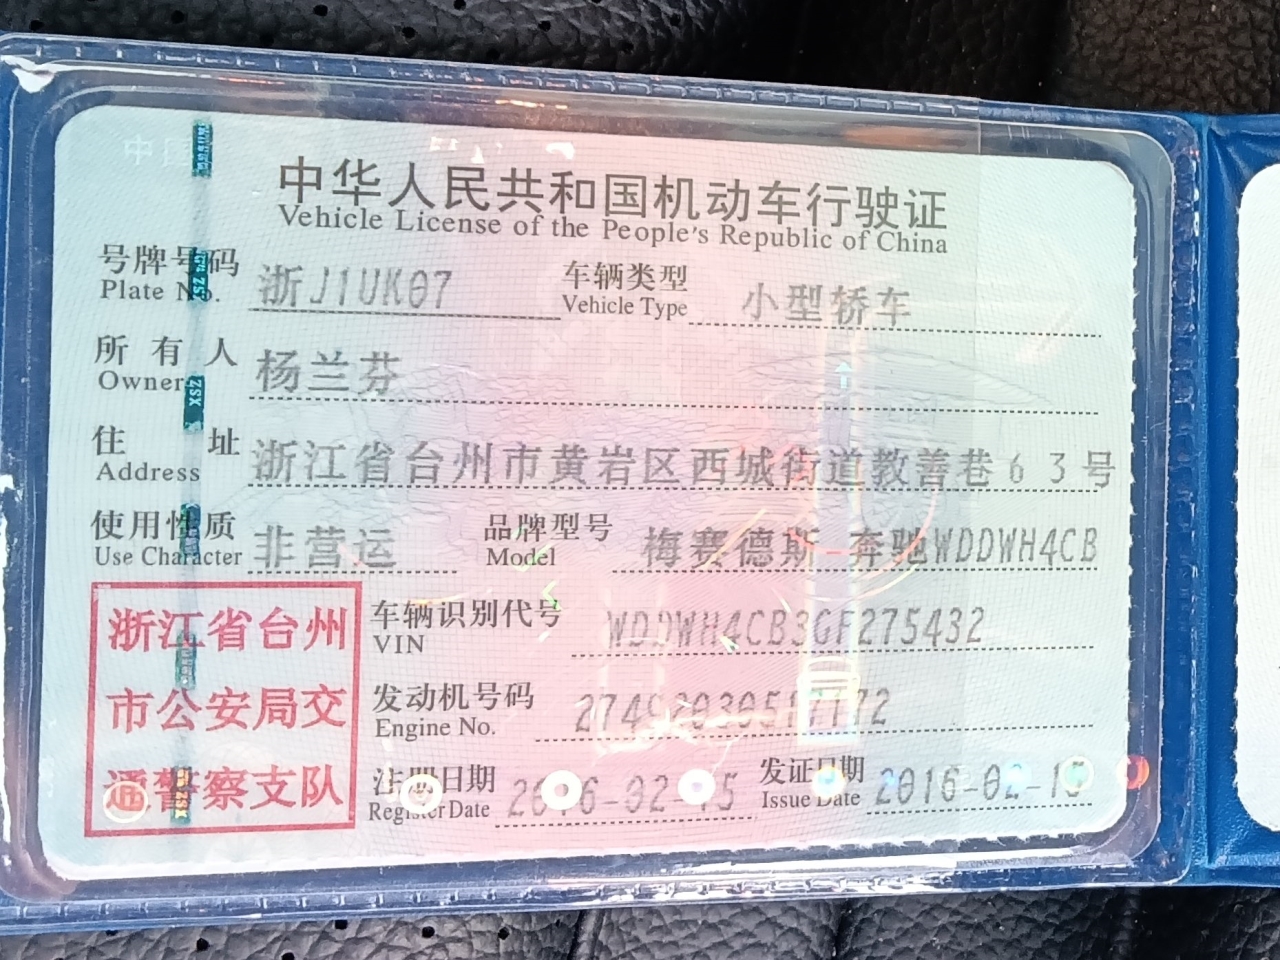 中华人民共和国机动车行驶证
Vehicle License of the People's Republic of China
号牌号码 浙J1UK07 车辆类型 小型轿车
Plate No. Vehicle Type
所有人 杨兰芬
Owner
住址 浙江省台州市黄岩区西城街道教善巷63号
Address
使用性质 非营运 品牌型号 梅赛德斯 奔驰WDDWH4CB
Use Character Model
浙江省台州
市公安局交
通警察支队
车辆识别代号 WDDWH4CB3GF275432
VIN
发动机号码
Engine No.
注册日期 2016-02-15 发证日期 2016-02-15
Register Date Issue Date